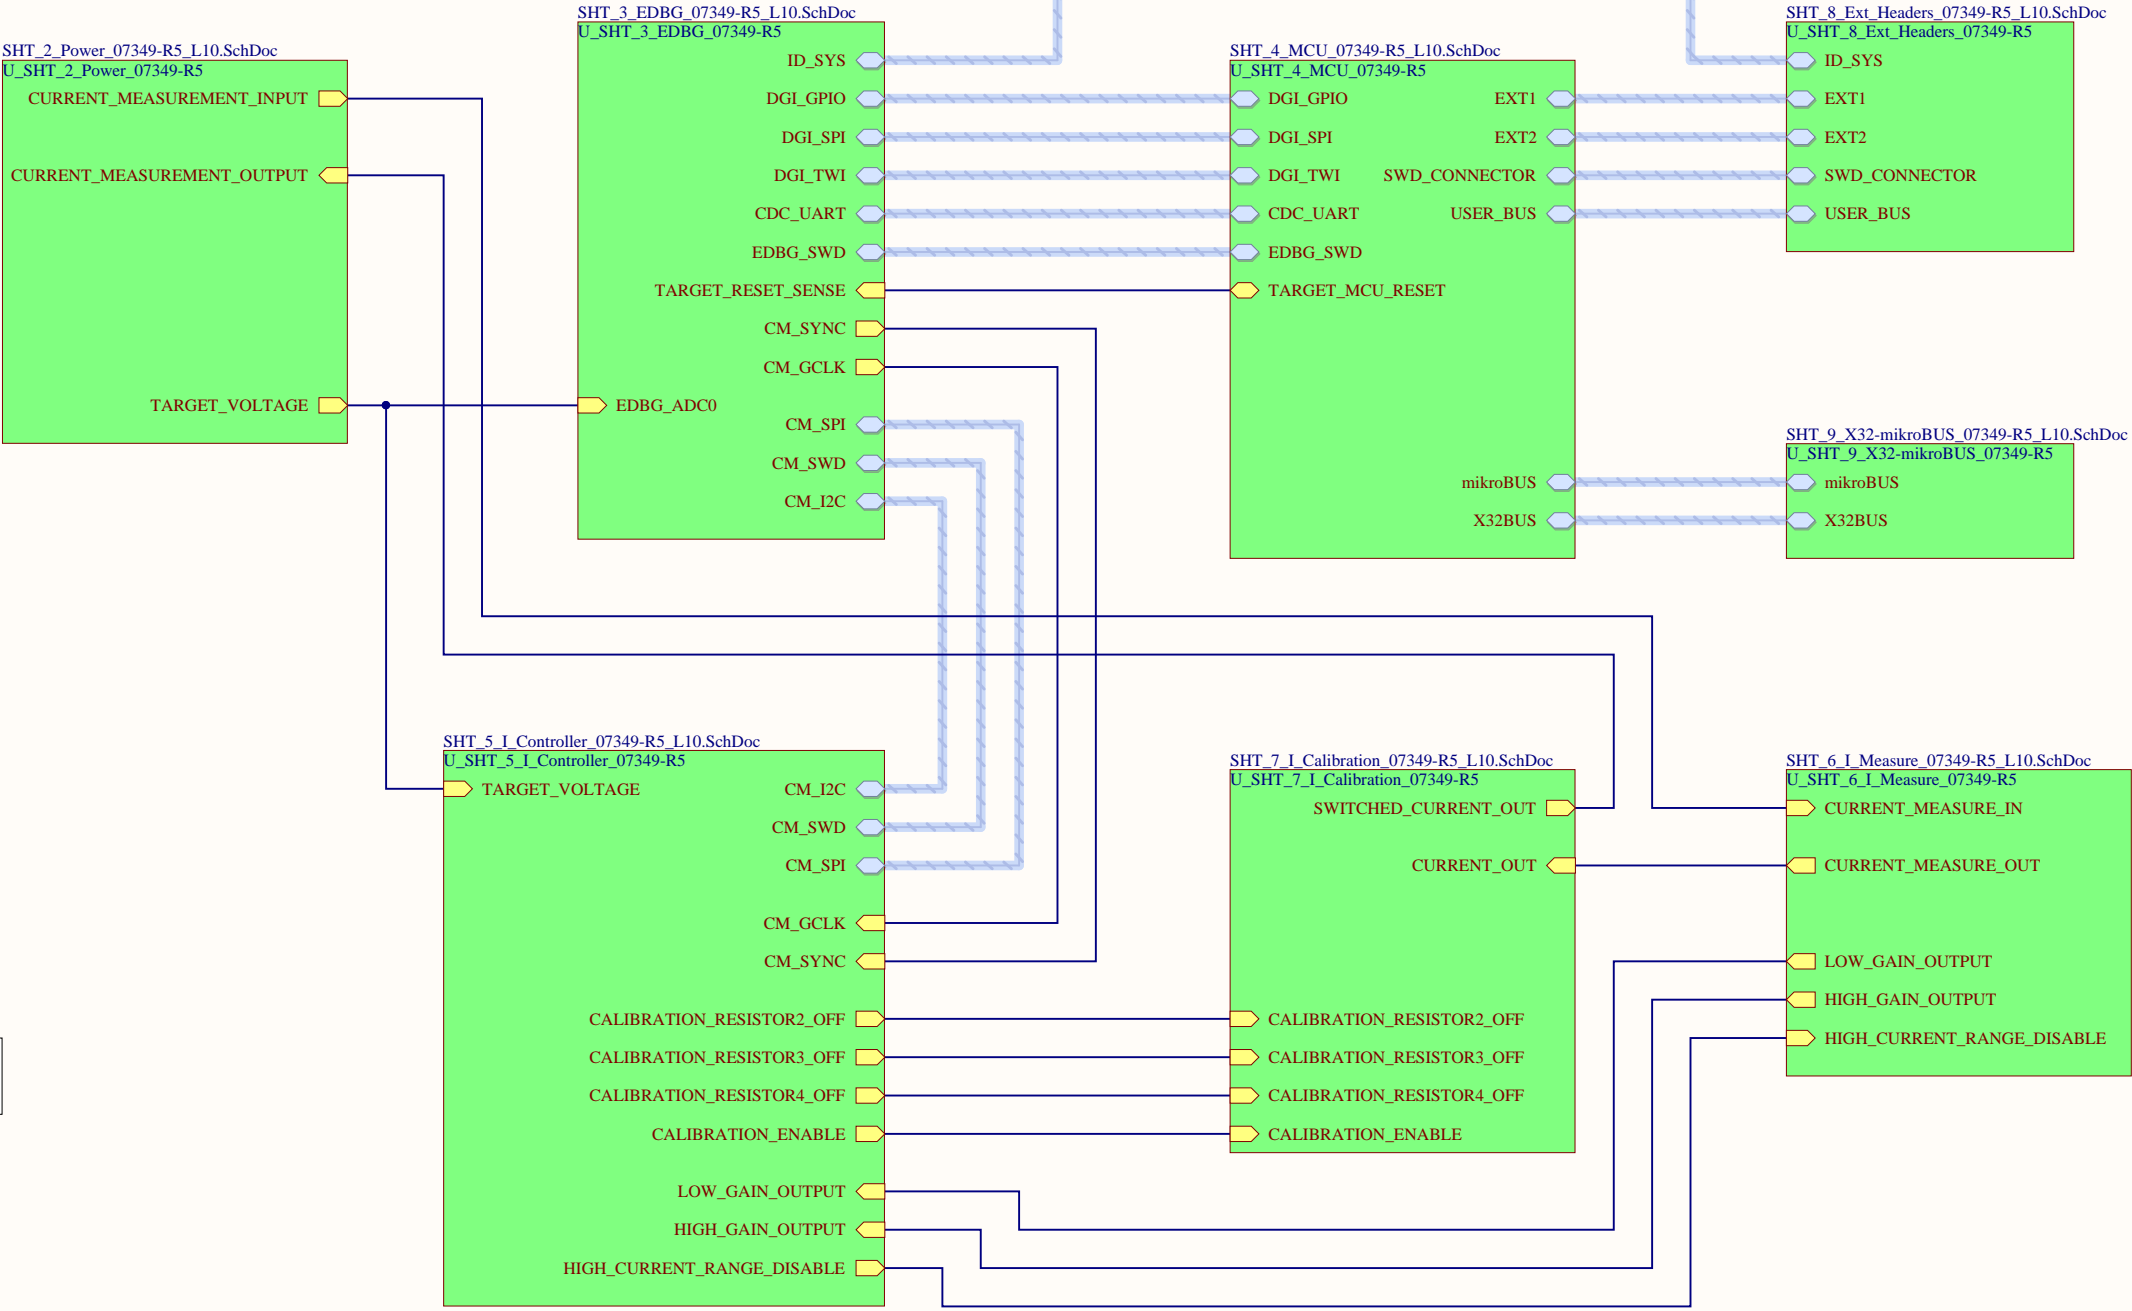 SHT_2_Power_07349-R5_L10.SchDoc
U_SHT_2_Power_07349-R5
CURRENT_MEASUREMENT_INPUT
CURRENT_MEASUREMENT_OUTPUT
TARGET_VOLTAGE
SHT_3_EDBG_07349-R5_L10.SchDoc
U_SHT_3_EDBG_07349-R5
ID_SYS
DGI_GPIO
DGI_SPI
DGI_TWI
CDC_UART
EDBG_SWD
TARGET_RESET_SENSE
CM_SYNC
CM_GCLK
EDBG_ADC0
CM_SPI
CM_SWD
CM_I2C
SHT_4_MCU_07349-R5_L10.SchDoc
U_SHT_4_MCU_07349-R5
DGI_GPIO EXT1
DGI_SPI EXT2
DGI_TWI SWD_CONNECTOR
CDC_UART USER_BUS
EDBG_SWD
TARGET_MCU_RESET
mikroBUS
X32BUS
SHT_8_Ext_Headers_07349-R5_L10.SchDoc
U_SHT_8_Ext_Headers_07349-R5
ID_SYS
EXT1
EXT2
SWD_CONNECTOR
USER_BUS
SHT_9_X32-mikroBUS_07349-R5_L10.SchDoc
U_SHT_9_X32-mikroBUS_07349-R5
mikroBUS
X32BUS
SHT_5_I_Controller_07349-R5_L10.SchDoc
U_SHT_5_I_Controller_07349-R5
TARGET_VOLTAGE CM_I2C
CM_SWD
CM_SPI
CM_GCLK
CM_SYNC
CALIBRATION_RESISTOR2_OFF
CALIBRATION_RESISTOR3_OFF
CALIBRATION_RESISTOR4_OFF
CALIBRATION_ENABLE
LOW_GAIN_OUTPUT
HIGH_GAIN_OUTPUT
HIGH_CURRENT_RANGE_DISABLE
SHT_7_I_Calibration_07349-R5_L10.SchDoc
U_SHT_7_I_Calibration_07349-R5
SWITCHED_CURRENT_OUT
CURRENT_OUT
CALIBRATION_RESISTOR2_OFF
CALIBRATION_RESISTOR3_OFF
CALIBRATION_RESISTOR4_OFF
CALIBRATION_ENABLE
SHT_6_I_Measure_07349-R5_L10.SchDoc
U_SHT_6_I_Measure_07349-R5
CURRENT_MEASURE_IN
CURRENT_MEASURE_OUT
LOW_GAIN_OUTPUT
HIGH_GAIN_OUTPUT
HIGH_CURRENT_RANGE_DISABLE